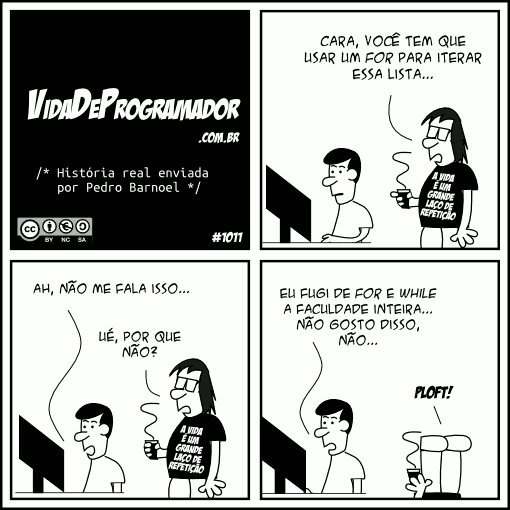 VIDADEPROGRAMADOR
.COM.BR
/* História real enviada
por Pedro Barnoel */
cc
BY NC SA
#1011
CARA, VOCÊ TEM QUE
USAR UM FOR PARA ITERAR
ESSA LISTA...
A VIDA
É UM
GRANDE
LAÇO DE
REPETIÇÃO
AH, NÃO ME FALA ISSO...
UÉ, POR QUE
NÃO?
A VIDA
É UM
GRANDE
LAÇO DE
REPETIÇÃO
EU FUGI DE FOR E WHILE
A FACULDADE INTEIRA...
NÃO GOSTO DISSO,
NÃO...
PLOFT!